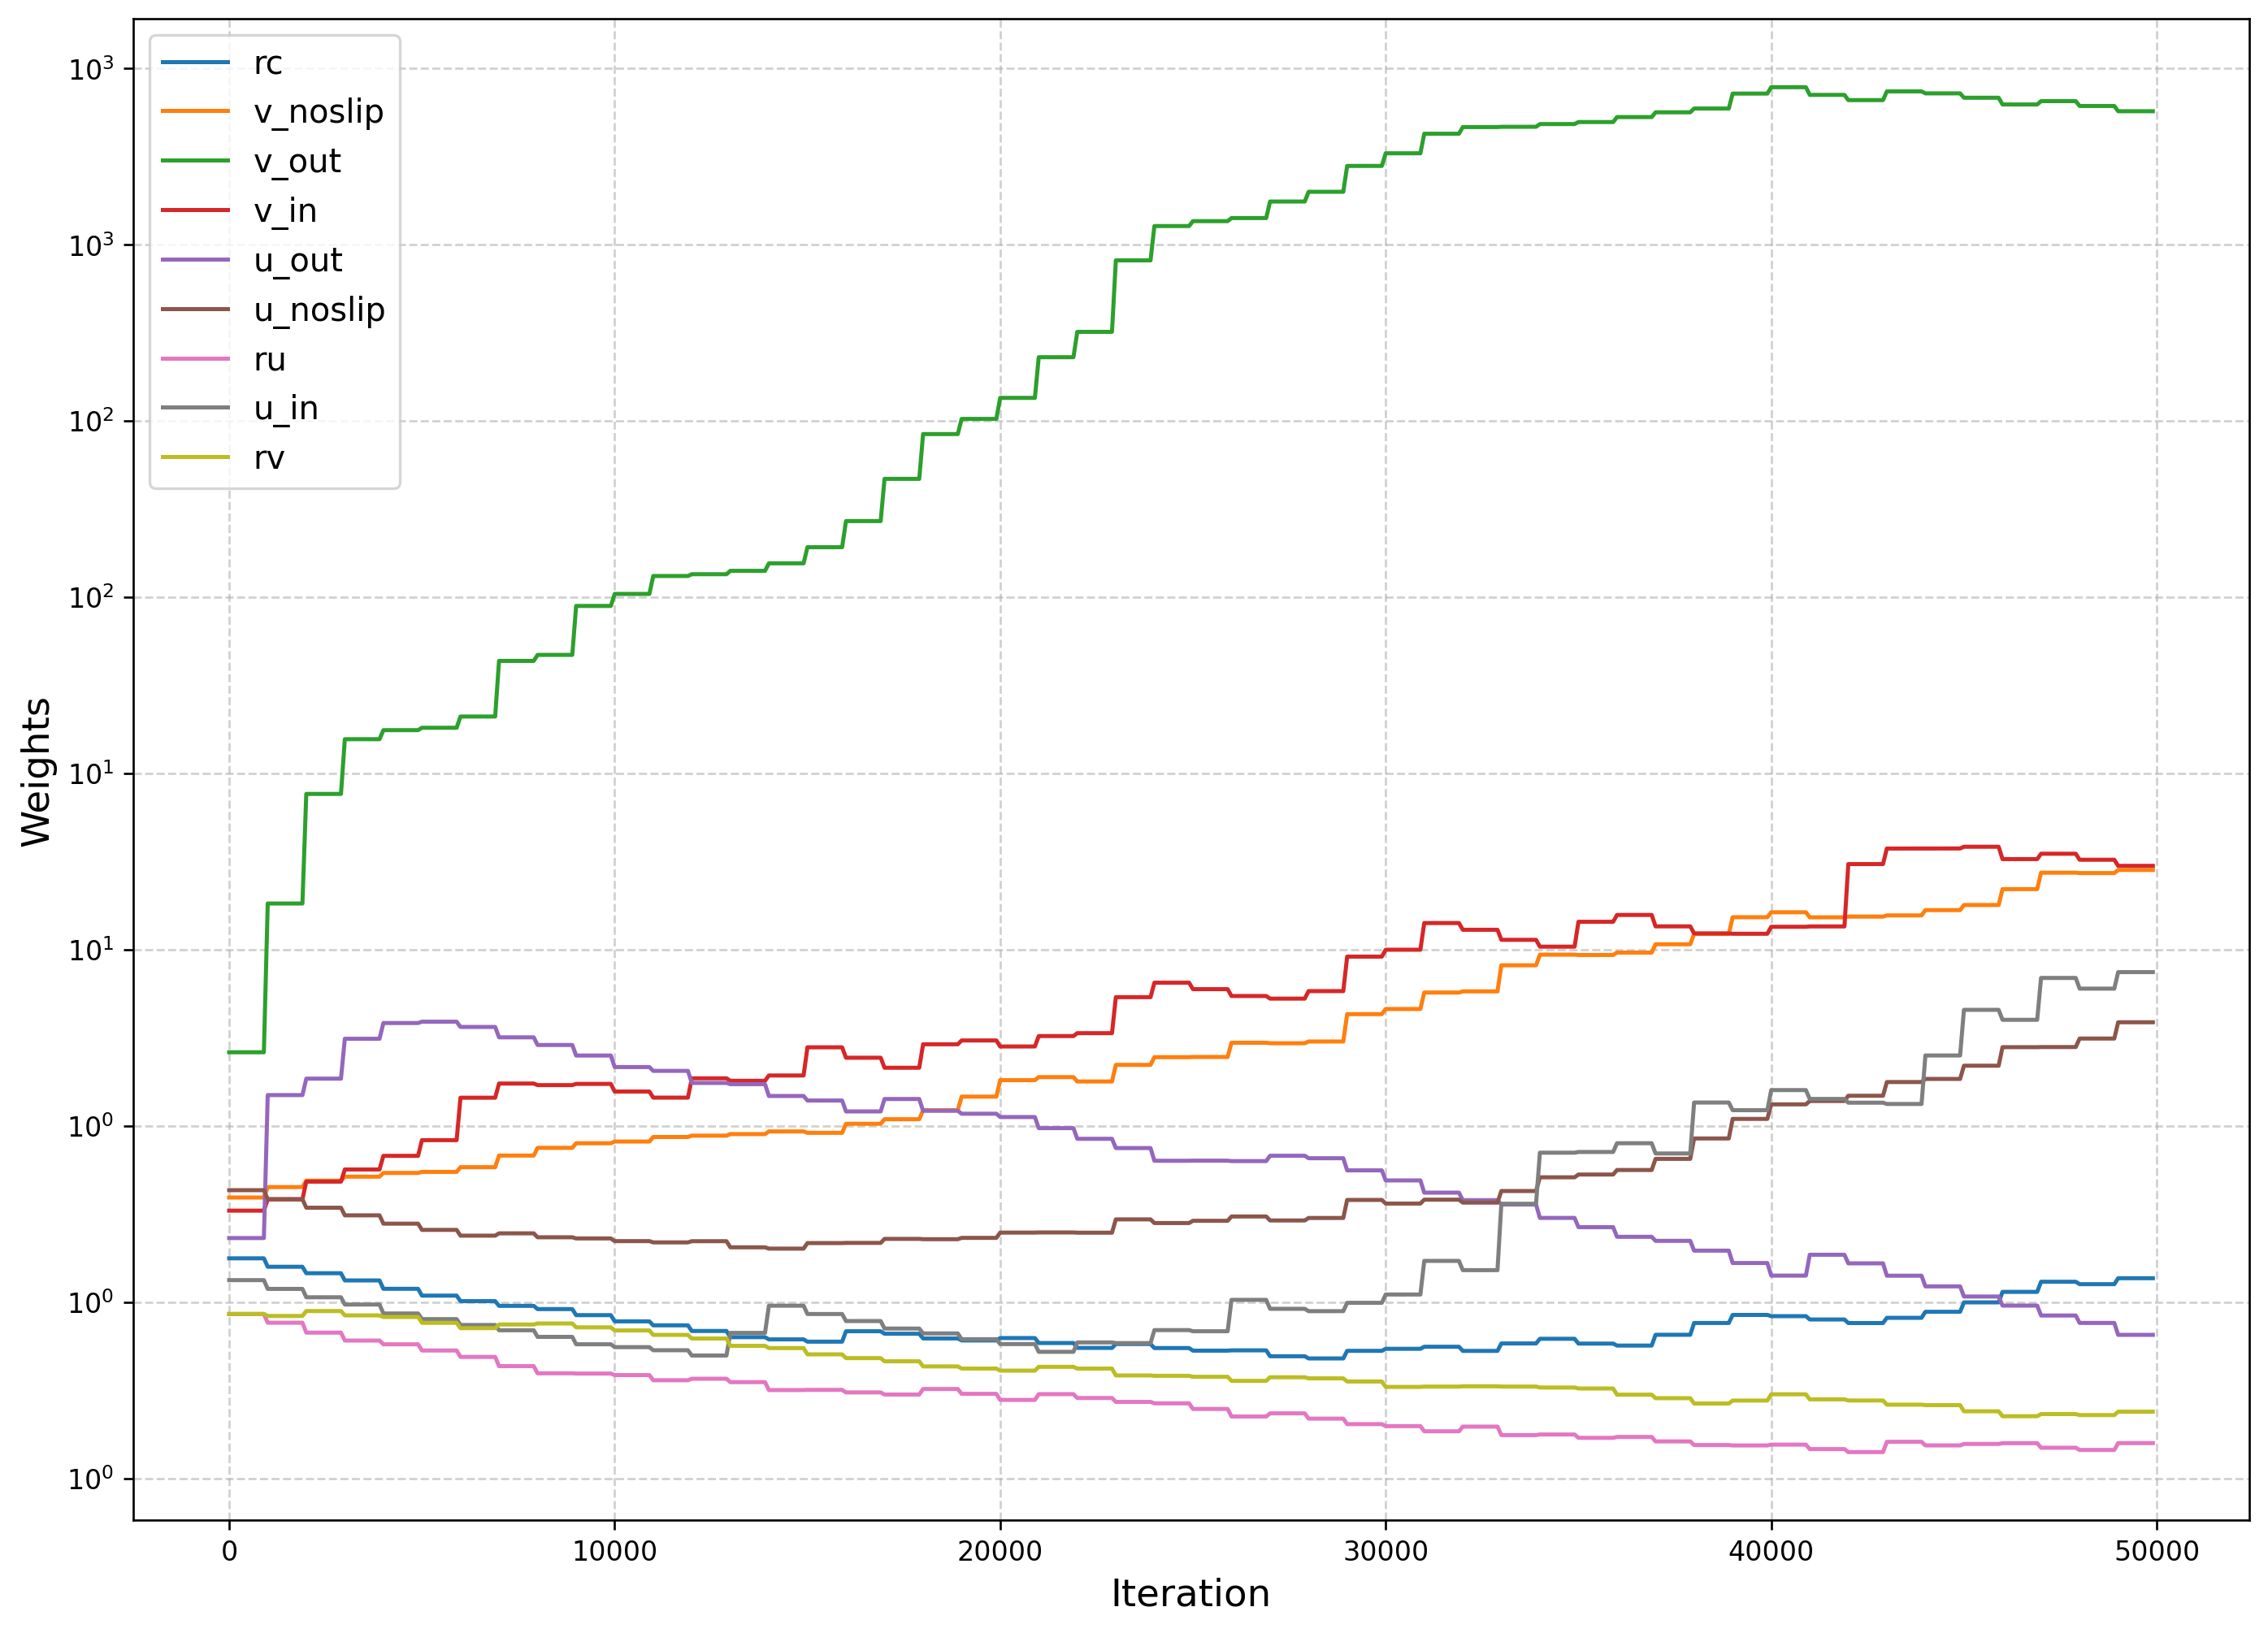 10³
10³
10²
10²
10¹
10¹
10⁰
10⁰
10⁰
Weights
rc
v_noslip
v_out
v_in
u_out
u_noslip
ru
u_in
rv
0 10000 20000 30000 40000 50000
Iteration